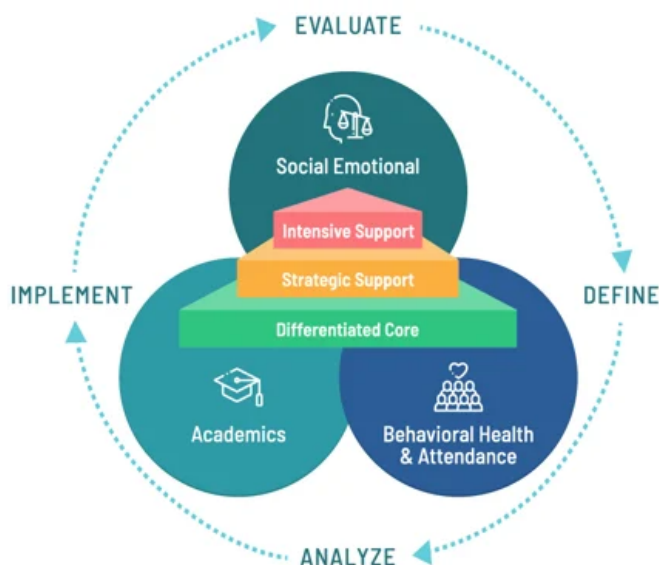 EVALUATE
Social Emotional
Intensive Support
Strategic Support
IMPLEMENT
DEFINE
Differentiated Core
Academics
Behavioral Health
& Attendance
ANALYZE